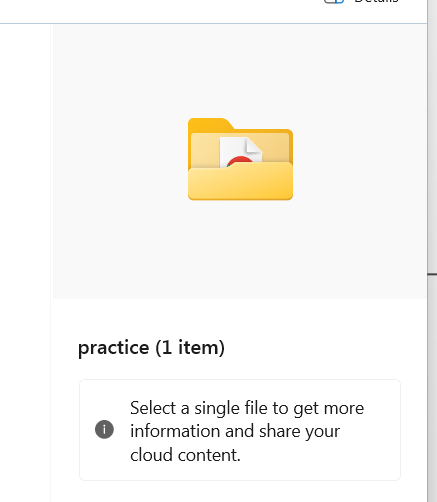 Details
practice (1 item)
Select a single file to get more
information and share your
cloud content.